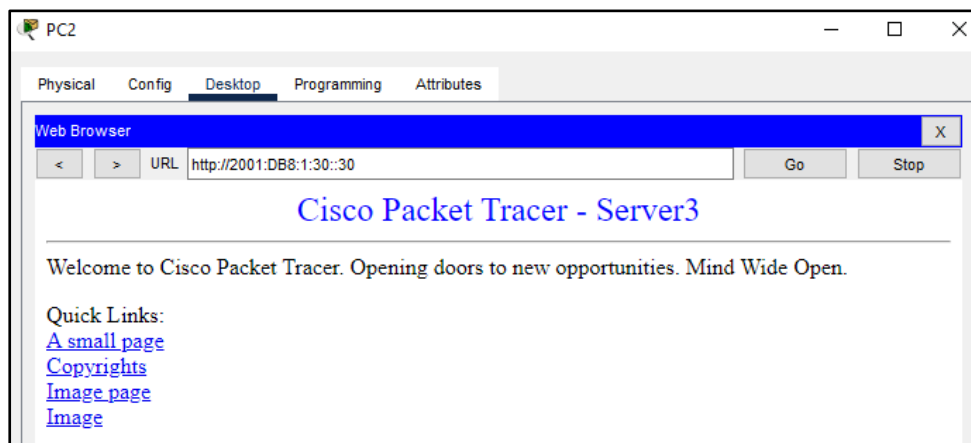 PC2
Physical Config Desktop Programming Attributes
Web Browser X
< > URL http://2001:DB8:1:30::30 Go Stop
Cisco Packet Tracer - Server3
Welcome to Cisco Packet Tracer. Opening doors to new opportunities. Mind Wide Open.
Quick Links:
A small page
Copyrights
Image page
Image